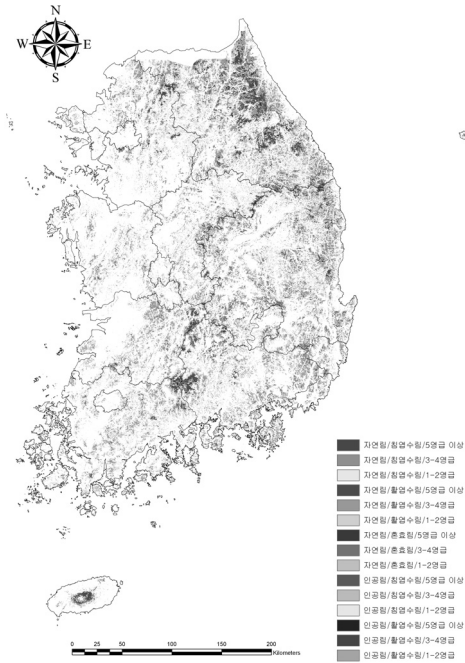 N
W E
S
자연림/침엽수림/5영급 이상
자연림/침엽수림/3-4영급
자연림/침엽수림/1-2영급
자연림/활엽수림/5영급 이상
자연림/활엽수림/3-4영급
자연림/활엽수림/1-2영급
자연림/혼효림/5영급 이상
자연림/혼효림/3-4영급
자연림/혼효림/1-2영급
인공림/침엽수림/5영급 이상
인공림/침엽수림/3-4영급
인공림/침엽수림/1-2영급
인공림/활엽수림/5영급 이상
인공림/활엽수림/3-4영급
인공림/활엽수림/1-2영급
0 25 50 100 150 200
Kilometers